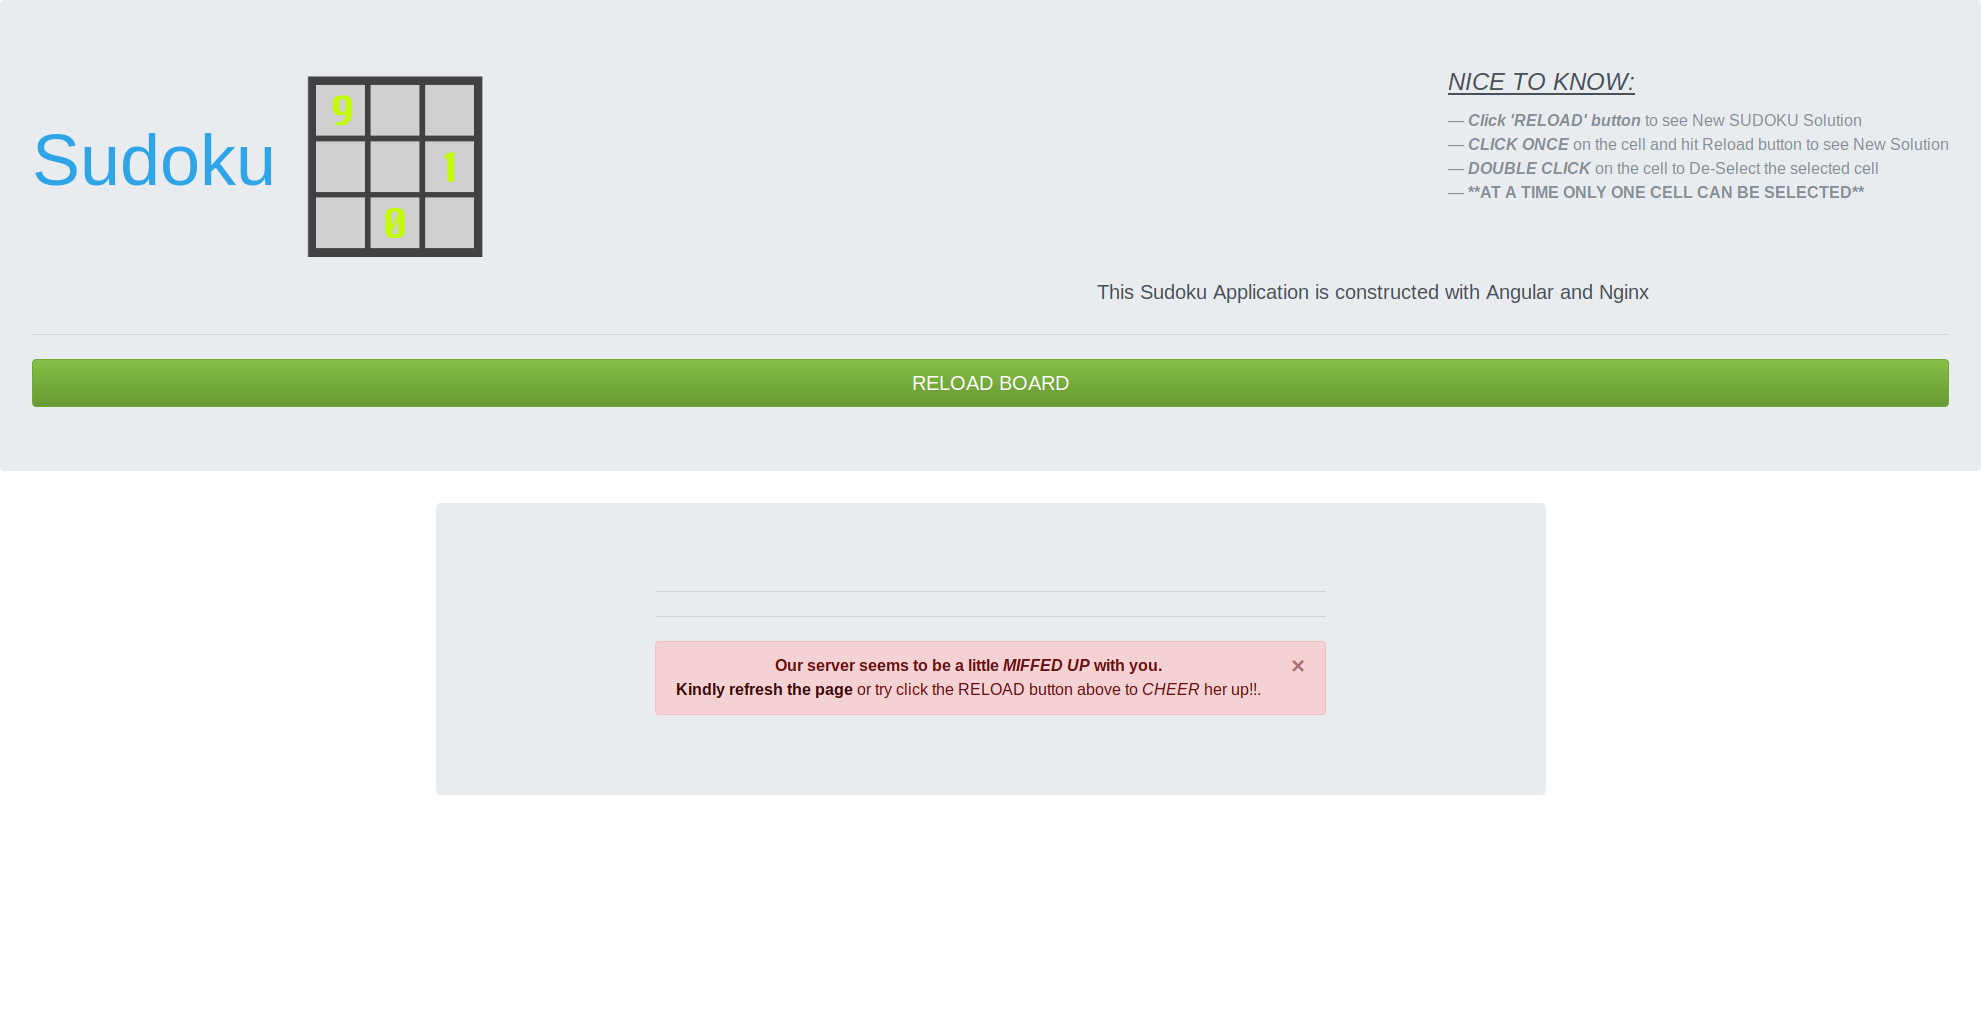 Sudoku
9
1
0
NICE TO KNOW:
— Click 'RELOAD' button to see New SUDOKU Solution
— CLICK ONCE on the cell and hit Reload button to see New Solution
— DOUBLE CLICK on the cell to De-Select the selected cell
— **AT A TIME ONLY ONE CELL CAN BE SELECTED**
This Sudoku Application is constructed with Angular and Nginx
RELOAD BOARD
Our server seems to be a little MIFFED UP with you.
×
Kindly refresh the page or try click the RELOAD button above to CHEER her up!!.